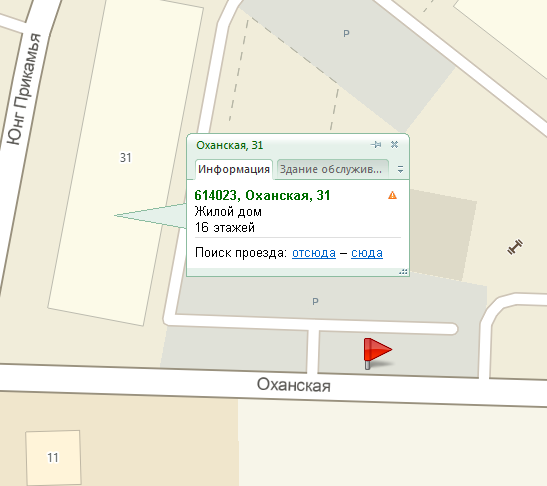 Юнг Прикамья
P
31
Оханская, 31
Информация
Здание обслужив...
614023, Оханская, 31
Жилой дом
16 этажей
Поиск проезда: отсюда – сюда
P
Оханская
11